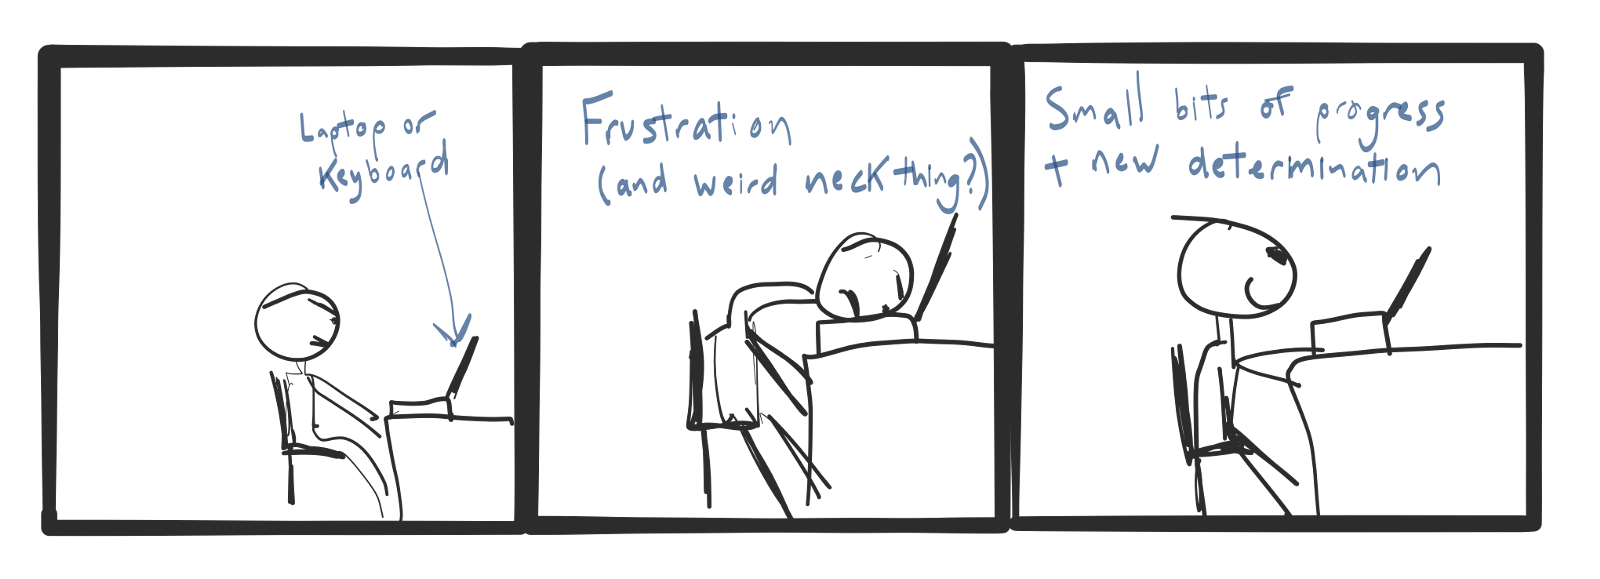 Laptop or
Keyboard
Frustration
(and weird neck thing?)
Small bits of progress
+ new determination